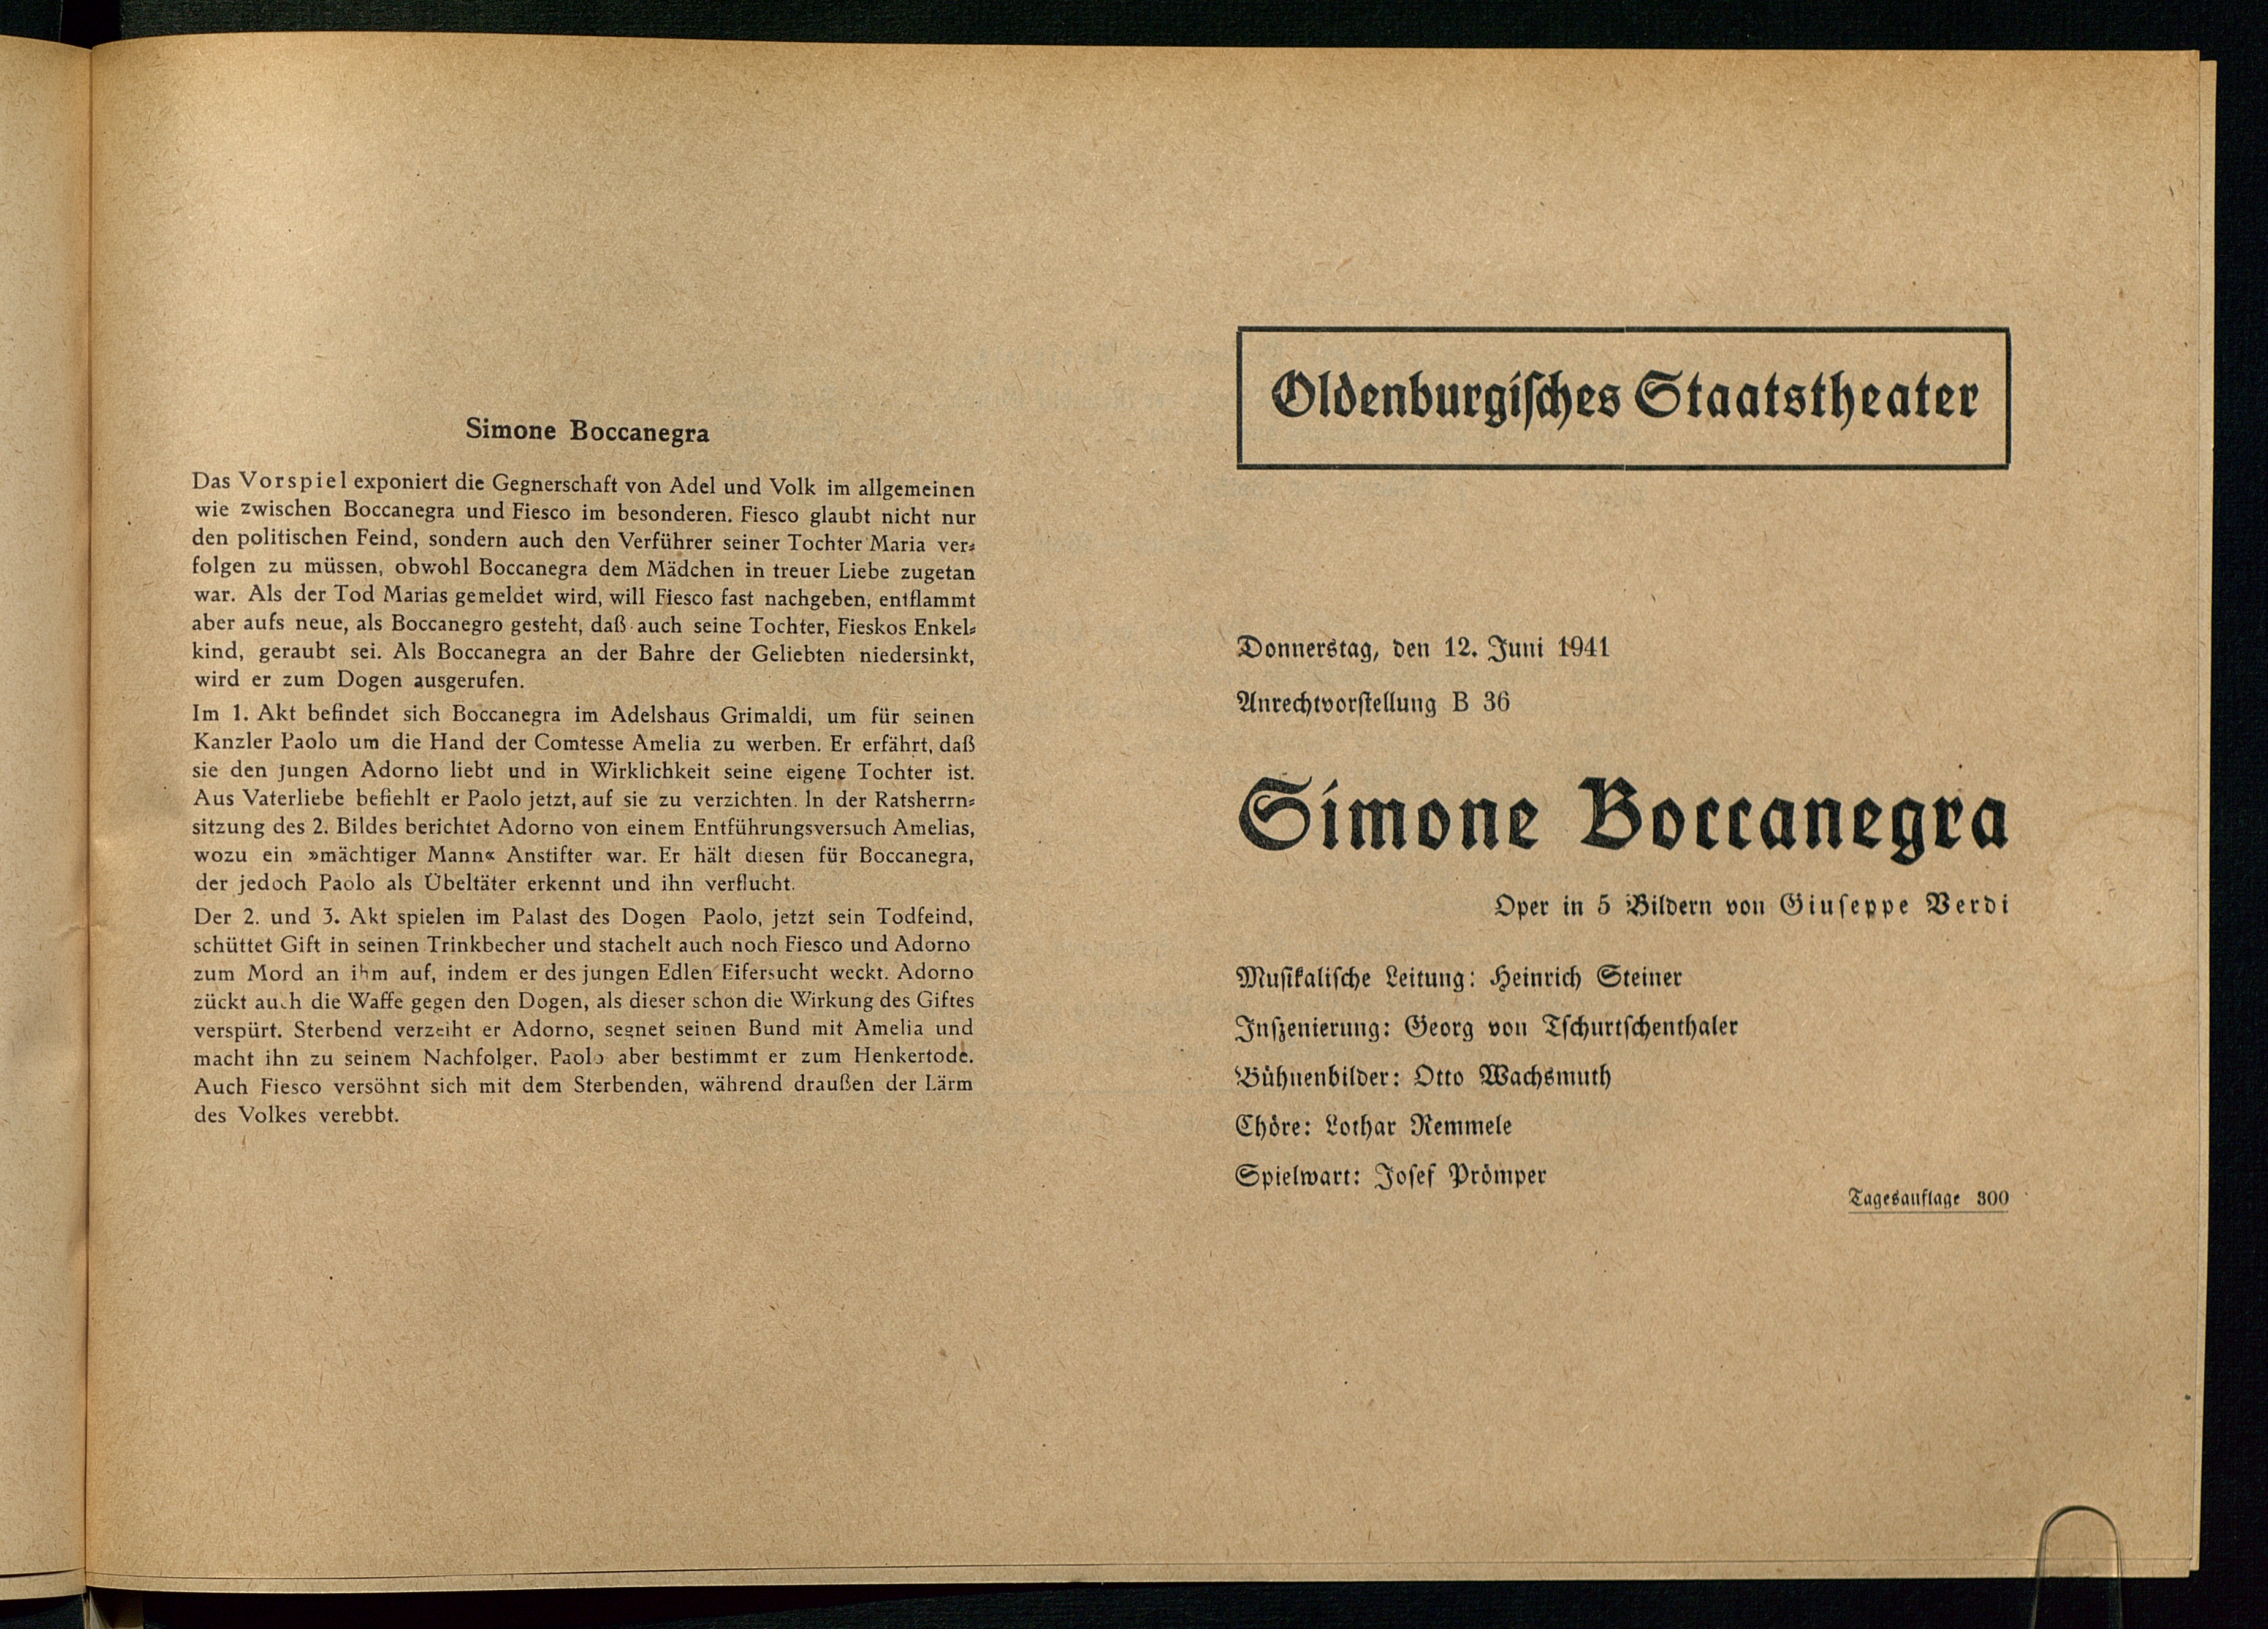 Simone Boccanegra
Das Vorspiel exponiert die Gegnerschaft von Adel und Volk im allgemeinen
wie zwischen Boccanegra und Fiesco im besonderen. Fiesco glaubt nicht nur
den politischen Feind, sondern auch den Verführer seiner Tochter Maria ver⸗
folgen zu müssen, obwohl Boccanegra dem Mädchen in treuer Liebe zugetan
war. Als der Tod Marias gemeldet wird, will Fiesco fast nachgeben, entflammt
aber aufs neue, als Boccanegro gesteht, daß auch seine Tochter, Fieskos Enkel⸗
kind, geraubt sei. Als Boccanegra an der Bahre der Geliebten niedersinkt,
wird er zum Dogen ausgerufen.
Im 1. Akt befindet sich Boccanegra im Adelshaus Grimaldi, um für seinen
Kanzler Paolo um die Hand der Comtesse Amelia zu werben. Er erfährt, daß
sie den jungen Adorno liebt und in Wirklichkeit seine eigene Tochter ist.
Aus Vaterliebe befiehlt er Paolo jetzt, auf sie zu verzichten. In der Ratsherrn⸗
sitzung des 2. Bildes berichtet Adorno von einem Entführungsversuch Amelias,
wozu ein »mächtiger Mann« Anstifter war. Er hält diesen für Boccanegra,
der jedoch Paolo als Übeltäter erkennt und ihn verflucht.
Der 2. und 3. Akt spielen im Palast des Dogen Paolo, jetzt sein Todfeind,
schüttet Gift in seinen Trinkbecher und stachelt auch noch Fiesco und Adorno
zum Mord an ihm auf, indem er des jungen Edlen Eifersucht weckt. Adorno
zückt auch die Waffe gegen den Dogen, als dieser schon die Wirkung des Giftes
verspürt. Sterbend verzeiht er Adorno, segnet seinen Bund mit Amelia und
macht ihn zu seinem Nachfolger. Paolo aber bestimmt er zum Henkertode.
Auch Fiesco versöhnt sich mit dem Sterbenden, während draußen der Lärm
des Volkes verebbt.
Oldenburgisches Staatstheater
Donnerstag, den 12. Juni 1941
Anrechtvorstellung B 36
Simone Boccanegra
Oper in 5 Bildern von Giuseppe Verdi
Musikalische Leitung: Heinrich Steiner
Inszenierung: Georg von Tschurtschenthaler
Bühnenbilder: Otto Wachsmuth
Chöre: Lothar Remmele
Spielwart: Josef Prömper
Tagesauflage 300